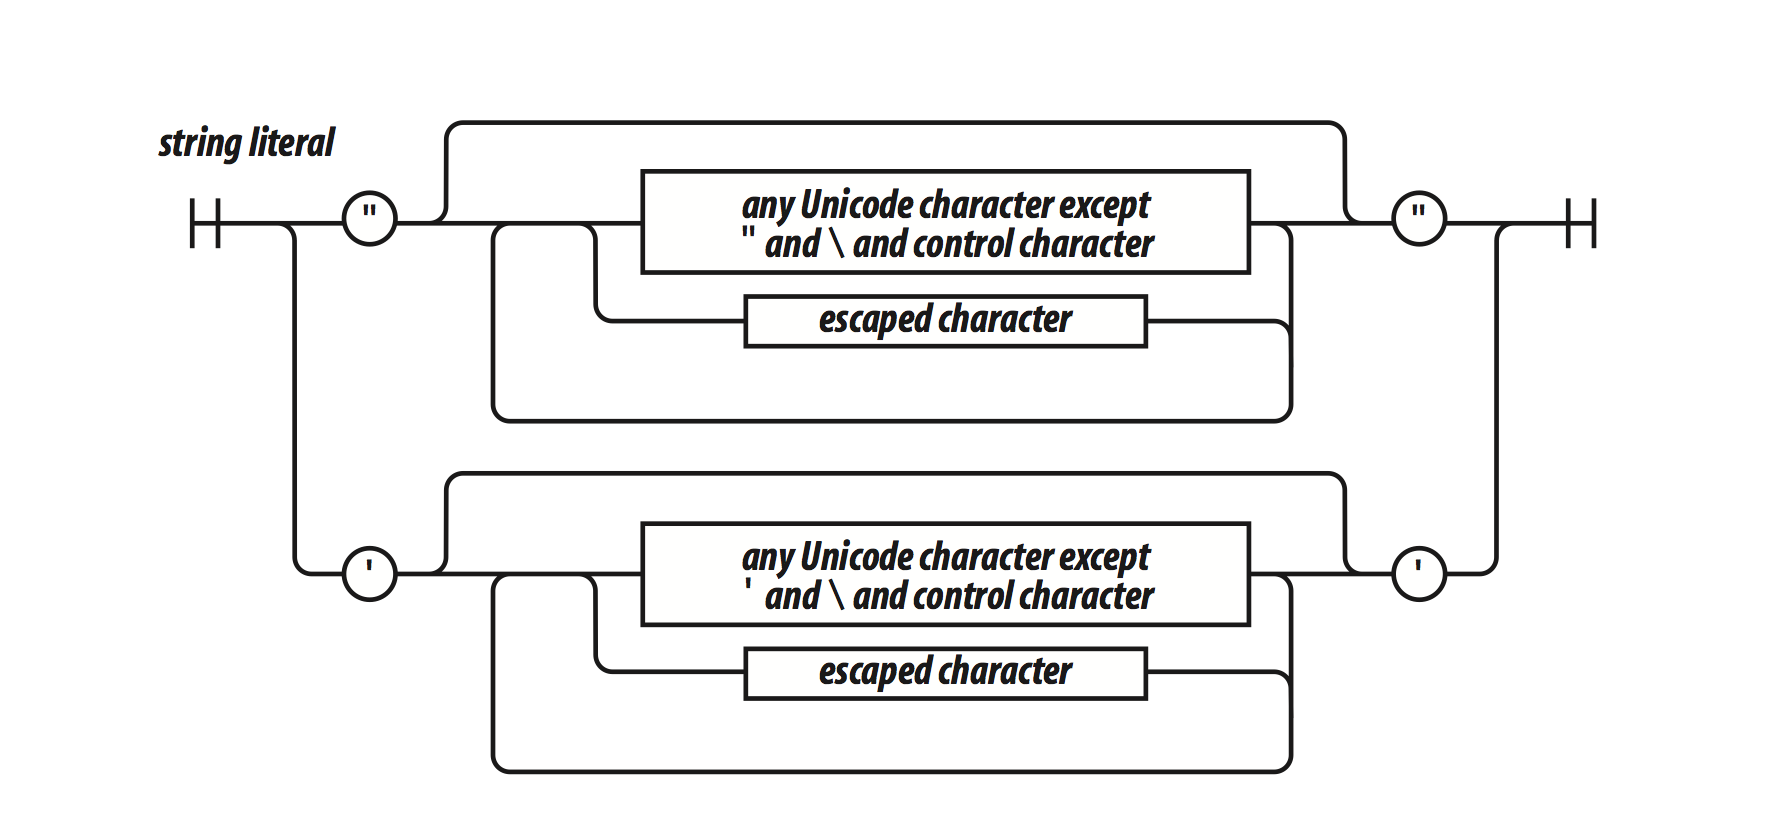 string literal
" "
any Unicode character except
" and \ and control character
escaped character
' '
any Unicode character except
' and \ and control character
escaped character